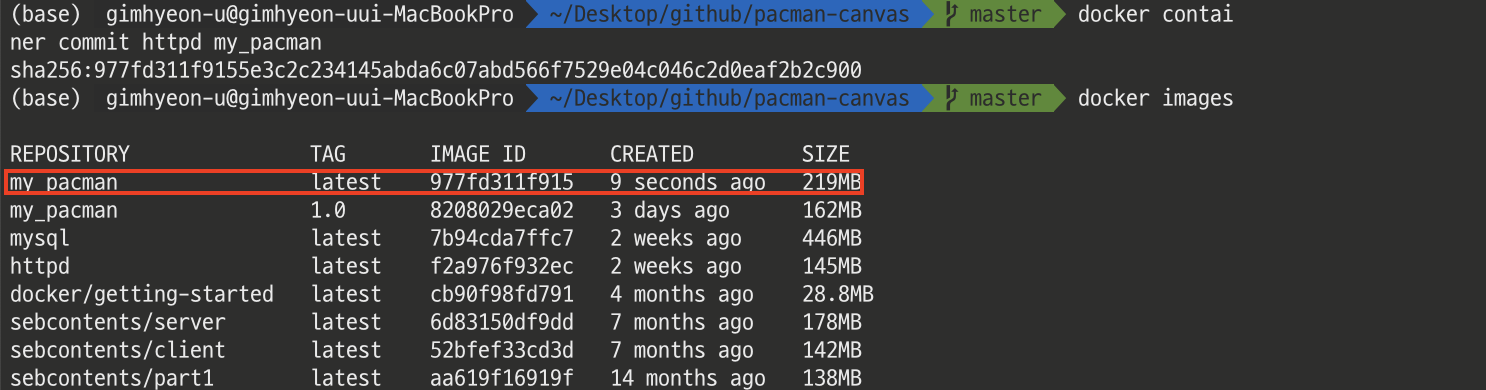 (base) gimhyeon-u@gimhyeon-uui-MacBookPro ~/Desktop/github/pacman-canvas master docker contai
ner commit httpd my_pacman
sha256:977fd311f9155e3c2c234145abda6c07abd566f7529e04c046c2d0eaf2b2c900
(base) gimhyeon-u@gimhyeon-uui-MacBookPro ~/Desktop/github/pacman-canvas master docker images
REPOSITORY TAG IMAGE ID CREATED SIZE
my_pacman latest 977fd311f915 9 seconds ago 219MB
my_pacman 1.0 8208029eca02 3 days ago 162MB
mysql latest 7b94cda7ffc7 2 weeks ago 446MB
httpd latest f2a976f932ec 2 weeks ago 145MB
docker/getting-started latest cb90f98fd791 4 months ago 28.8MB
sebcontents/server latest 6d83150df9dd 7 months ago 178MB
sebcontents/client latest 52bfef33cd3d 7 months ago 142MB
sebcontents/part1 latest aa619f16919f 14 months ago 138MB